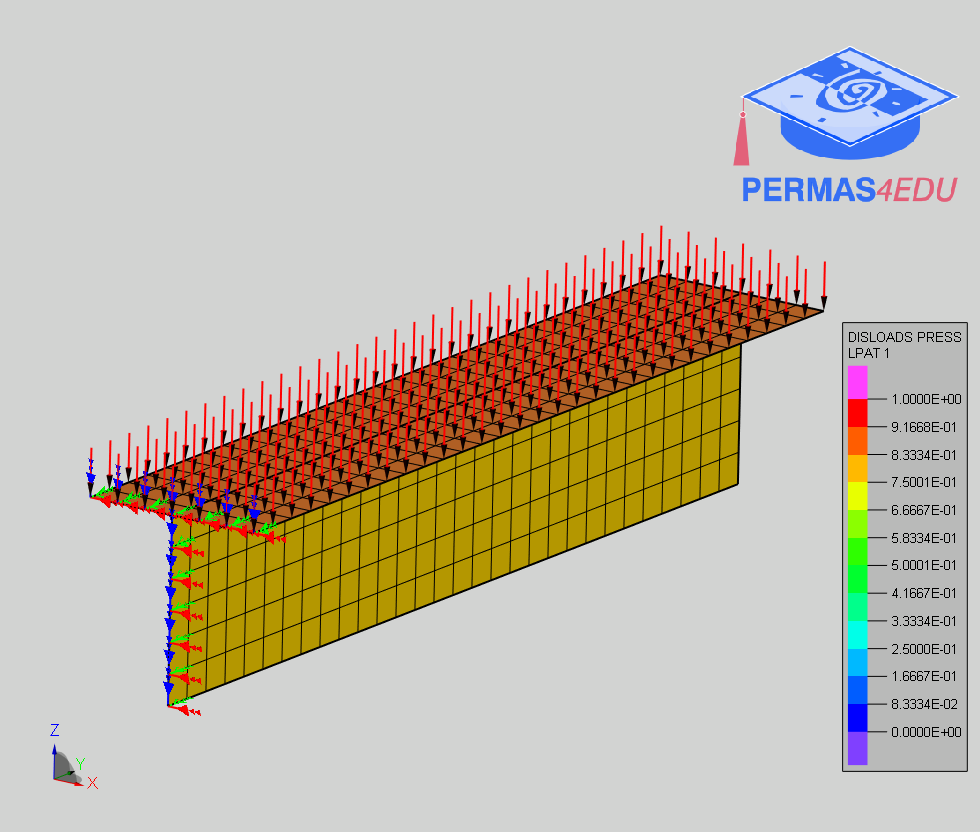 PERMAS4EDU
DISLOADS PRESS
LPAT 1
1.0000E+00
9.1668E-01
8.3334E-01
7.5001E-01
6.6667E-01
5.8334E-01
5.0001E-01
4.1667E-01
3.3334E-01
2.5000E-01
1.6667E-01
8.3334E-02
0.0000E+00
Z
Y
X